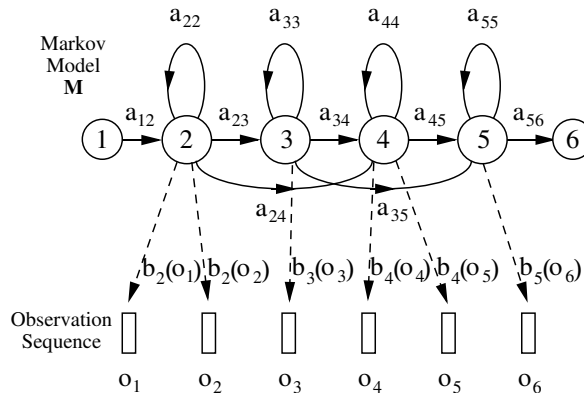 a22 a33 a44 a55
Markov
Model
M
a12 a23 a34 a45 a56
1 2 3 4 5 6
a24 a35
b2(o1) b2(o2) b3(o3) b4(o4) b4(o5) b5(o6)
Observation
Sequence
o1 o2 o3 o4 o5 o6